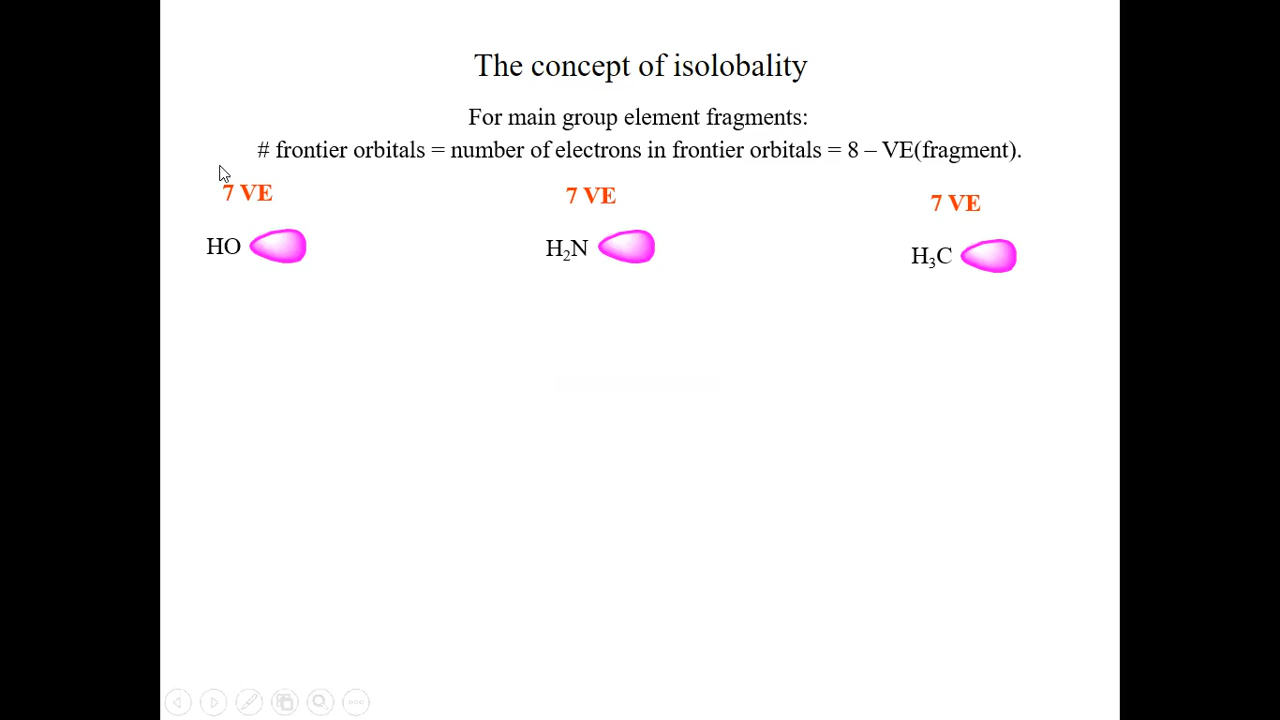 The concept of isolobality
For main group element fragments:
# frontier orbitals = number of electrons in frontier orbitals = 8 – VE(fragment).
7 VE
7 VE
7 VE
HO
H₂N
H₃C